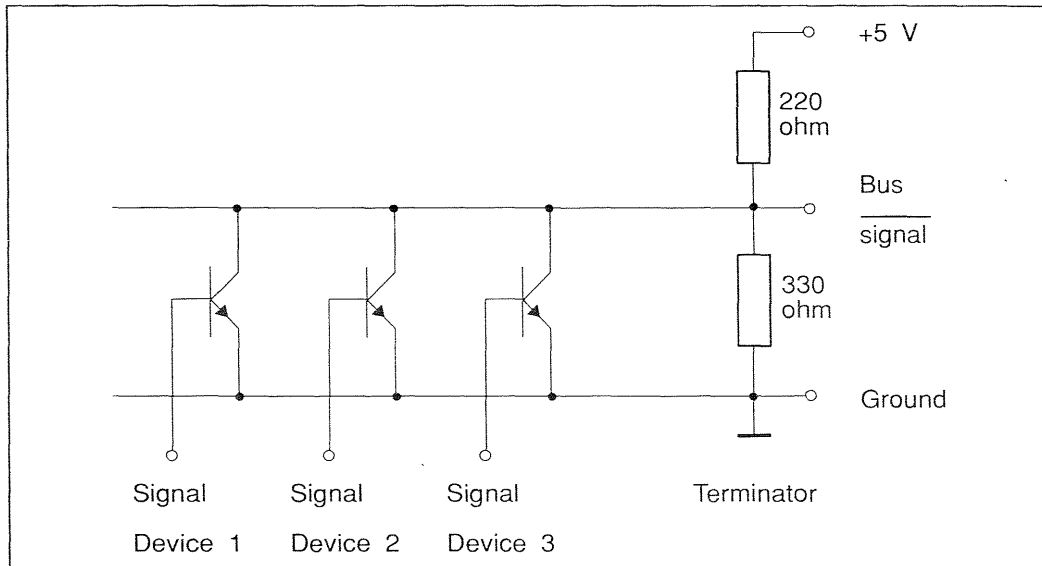 +5 V
220
ohm
Bus
signal
330
ohm
Ground
Signal
Signal
Signal
Terminator
Device 1
Device 2
Device 3